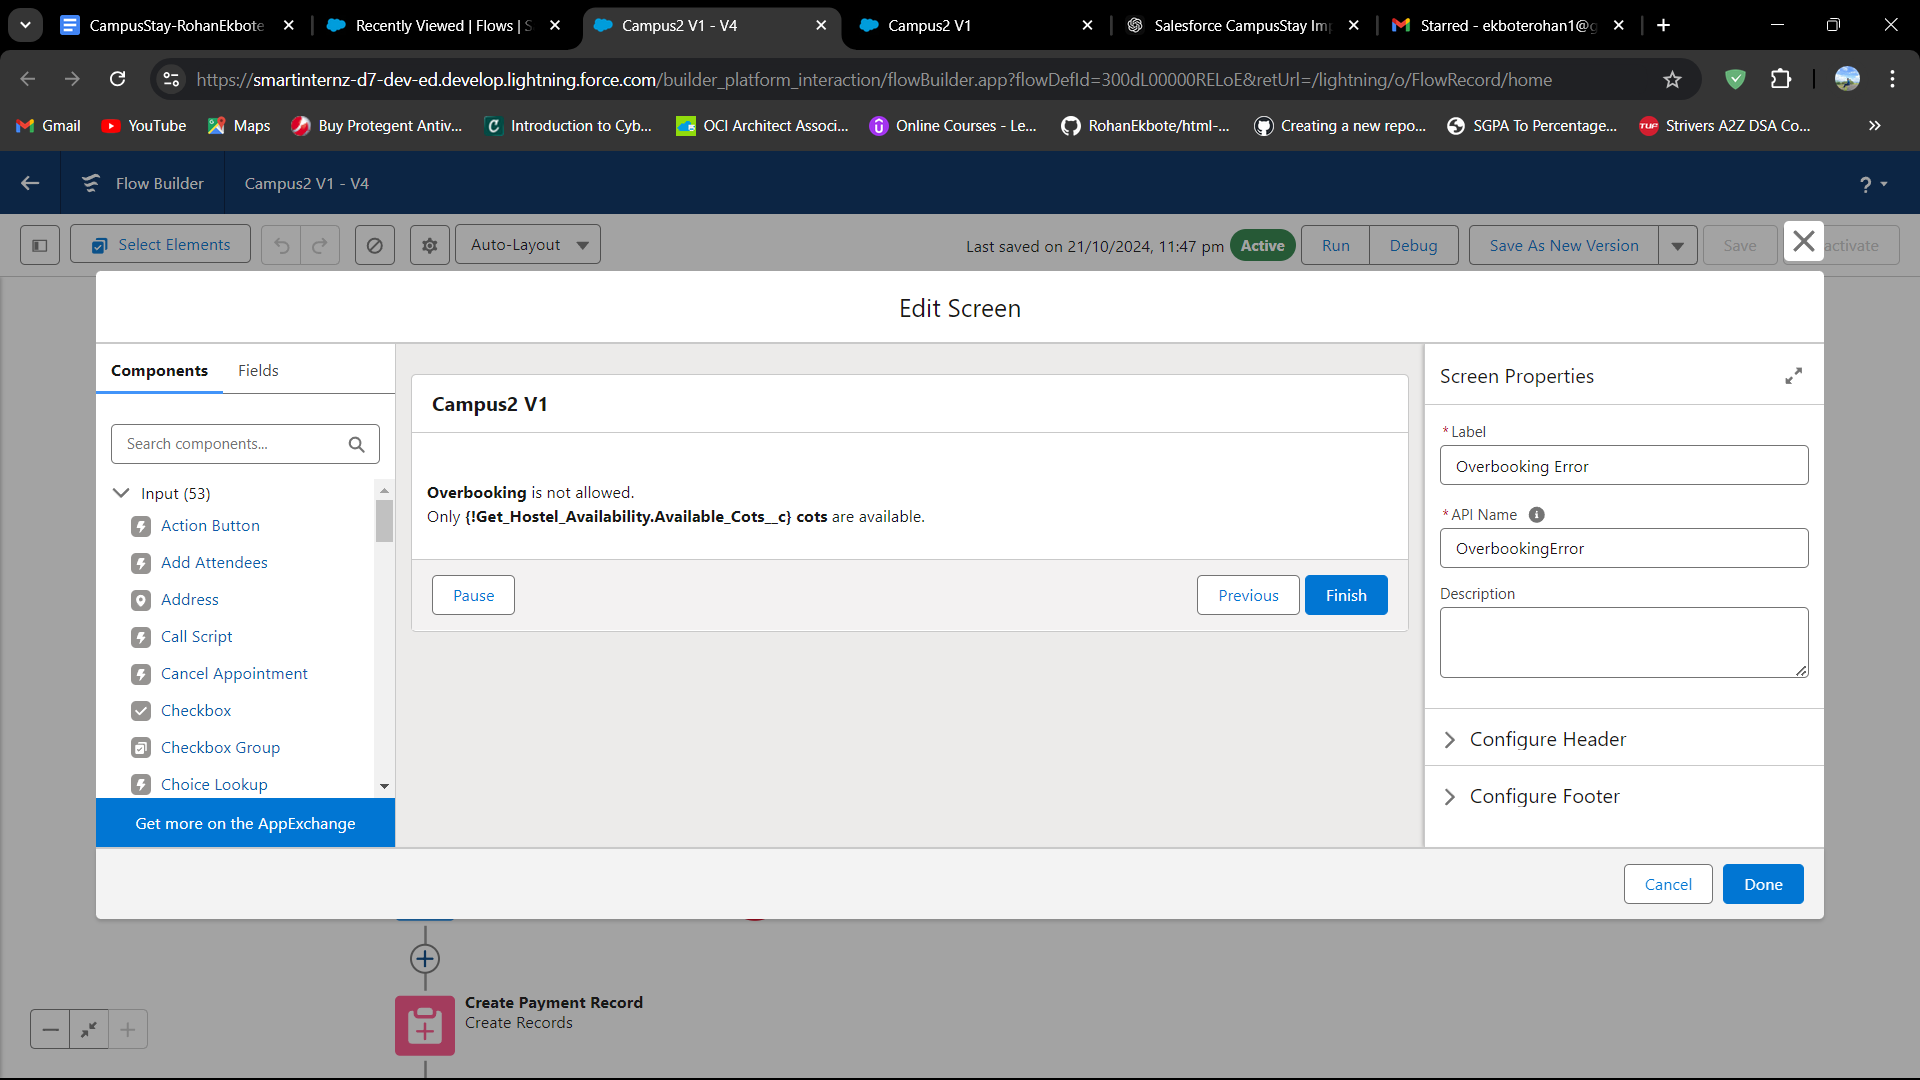 CampusStay-RohanEkbote
Recently Viewed | Flows | S
Campus2 V1 - V4
Campus2 V1
Salesforce CampusStay Im
Starred - ekboterohan1@g
https://smartinternz-d7-dev-ed.develop.lightning.force.com/builder_platform_interaction/flowBuilder.app?flowDefId=300dL00000RELoE&retUrl=/lightning/o/FlowRecord/home
Gmail
YouTube
Maps
Buy Protegent Antiv...
Introduction to Cyb...
OCI Architect Associ...
Online Courses - Le...
RohanEkbote/html-...
Creating a new repo...
SGPA To Percentage...
Strivers A2Z DSA Co...
Flow Builder
Campus2 V1 - V4
?
Select Elements
Auto-Layout
Last saved on 21/10/2024, 11:47 pm
Active
Run
Debug
Save As New Version
Save
activate
Edit Screen
Components
Fields
Search components...
Input (53)
Action Button
Add Attendees
Address
Call Script
Cancel Appointment
Checkbox
Checkbox Group
Choice Lookup
Get more on the AppExchange
Campus2 V1
Overbooking is not allowed.
Only {!Get_Hostel_Availability.Available_Cots__c} cots are available.
Pause
Previous
Finish
Screen Properties
* Label
Overbooking Error
* API Name
OverbookingError
Description
Configure Header
Configure Footer
Cancel
Done
Create Payment Record
Create Records